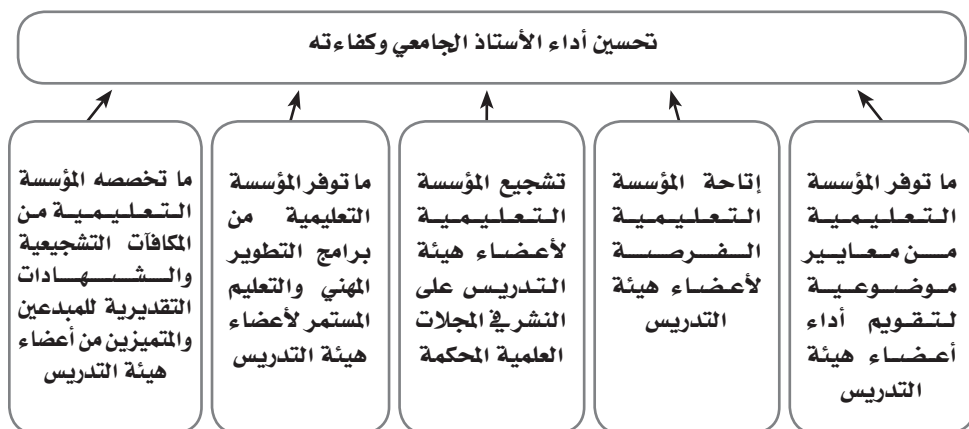 تحسين أداء الأستاذ الجامعي وكفاءته
ما توفر المؤسسة
التعليمية
من معايير
موضوعية
لتقويم أداء
أعضاء هيئة
التدريس
إتاحة المؤسسة
التعليمية
الفرصة
لأعضاء هيئة
التدريس
تشجيع المؤسسة
التعليمية
لأعضاء هيئة
التدريس على
النشر في المجلات
العلمية المحكمة
ما توفر المؤسسة
التعليمية من
برامج التطوير
المهني والتعليم
المستمر لأعضاء
هيئة التدريس
ما تخصصه المؤسسة
التعليمية من
المكافآت التشجيعية
والشهادات
التقديرية للمبدعين
والمتميزين من أعضاء
هيئة التدريس